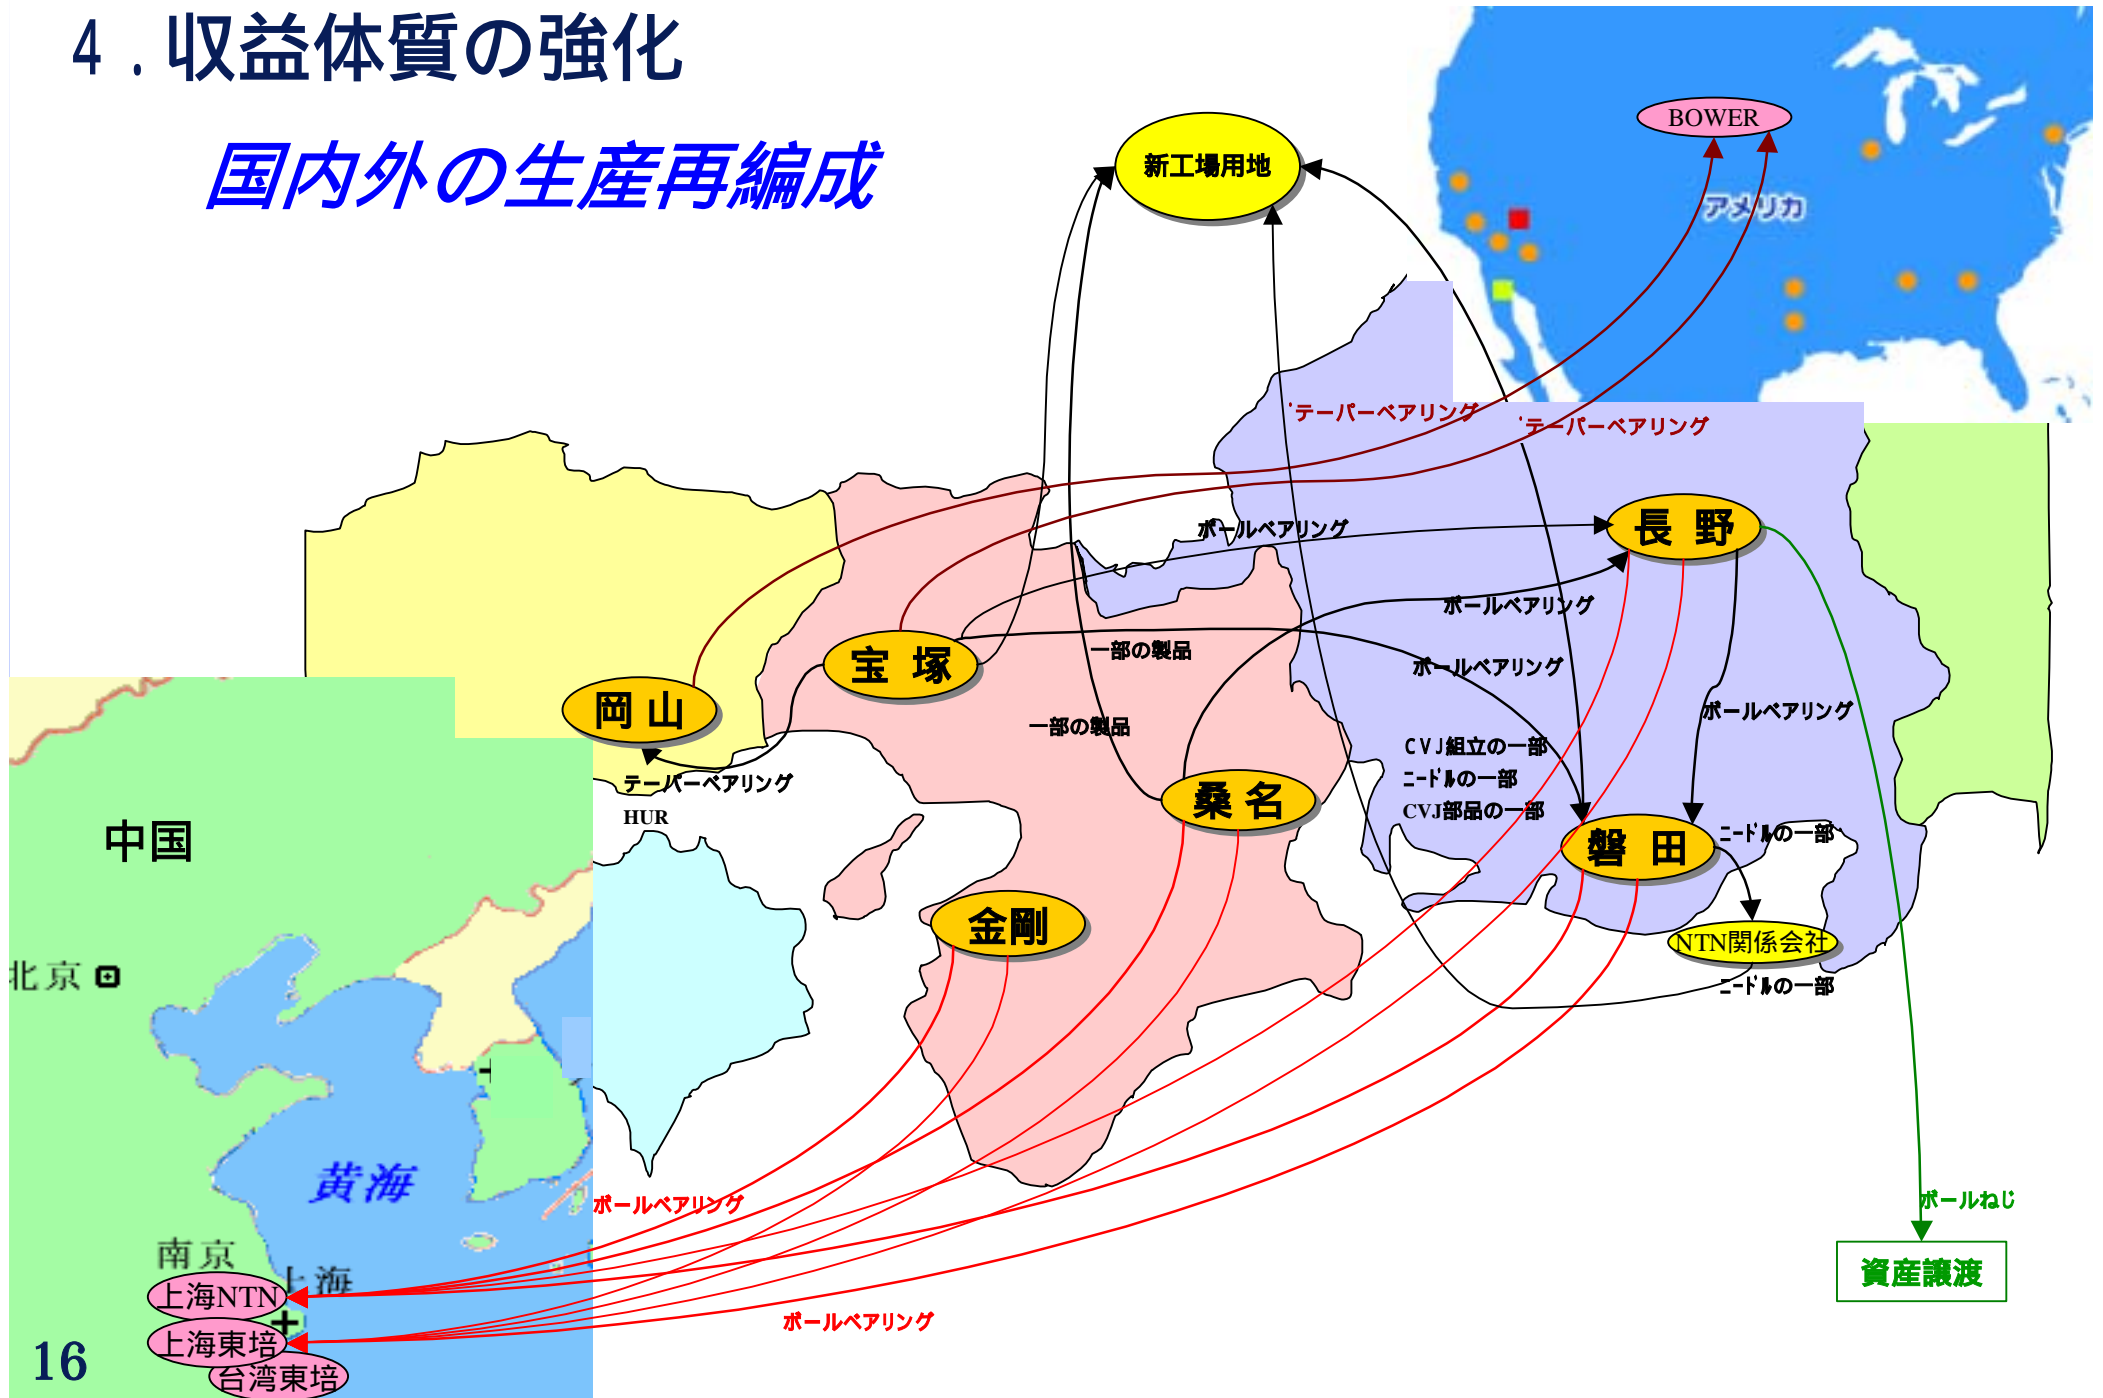 4．収益体質の強化
国内外の生産再編成
BOWER
新工場用地
アメリカ
テーパーベアリング
テーパーベアリング
ボールベアリング
長 野
ボールベアリング
一部の製品
ボールベアリング
宝 塚
岡 山
ボールベアリング
一部の製品
CVJ組立の一部
ニードルの一部
CVJ部品の一部
テーパーベアリング
HUR
桑 名
磐 田
ニードルの一部
中国
金剛
NTN関係会社
北京
ニードルの一部
黄海
ボールベアリング
ボールねじ
南京
上海
資産譲渡
上海NTN
ボールベアリング
上海東培
台湾東培
16